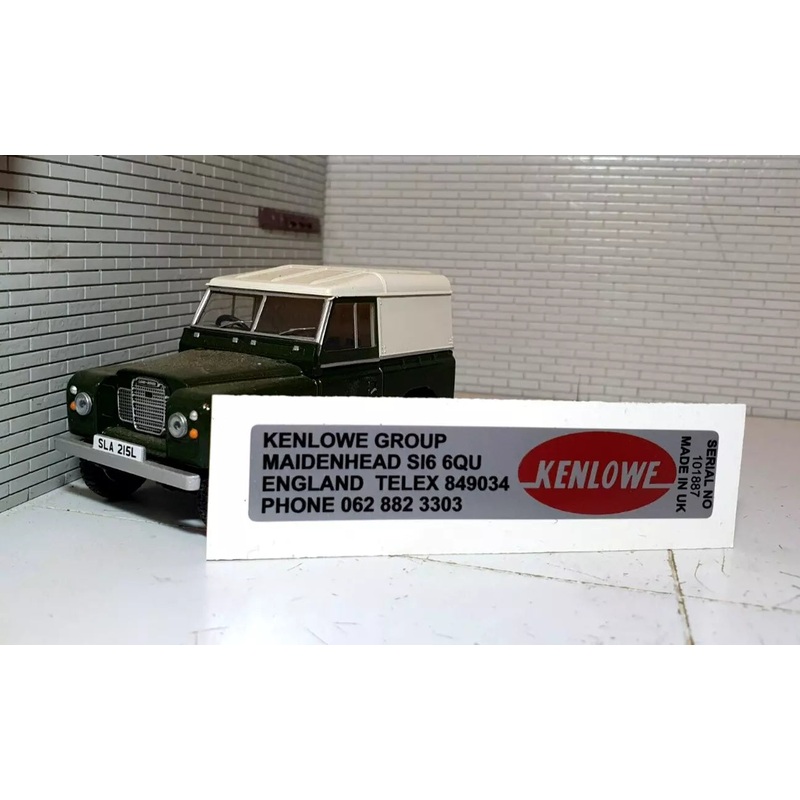 SLA 215L
KENLOWE GROUP
MAIDENHEAD SI6 6QU
ENGLAND TELEX 849034
PHONE 062 882 3303
KENLOWE
SERIAL NO
101887
MADE IN UK